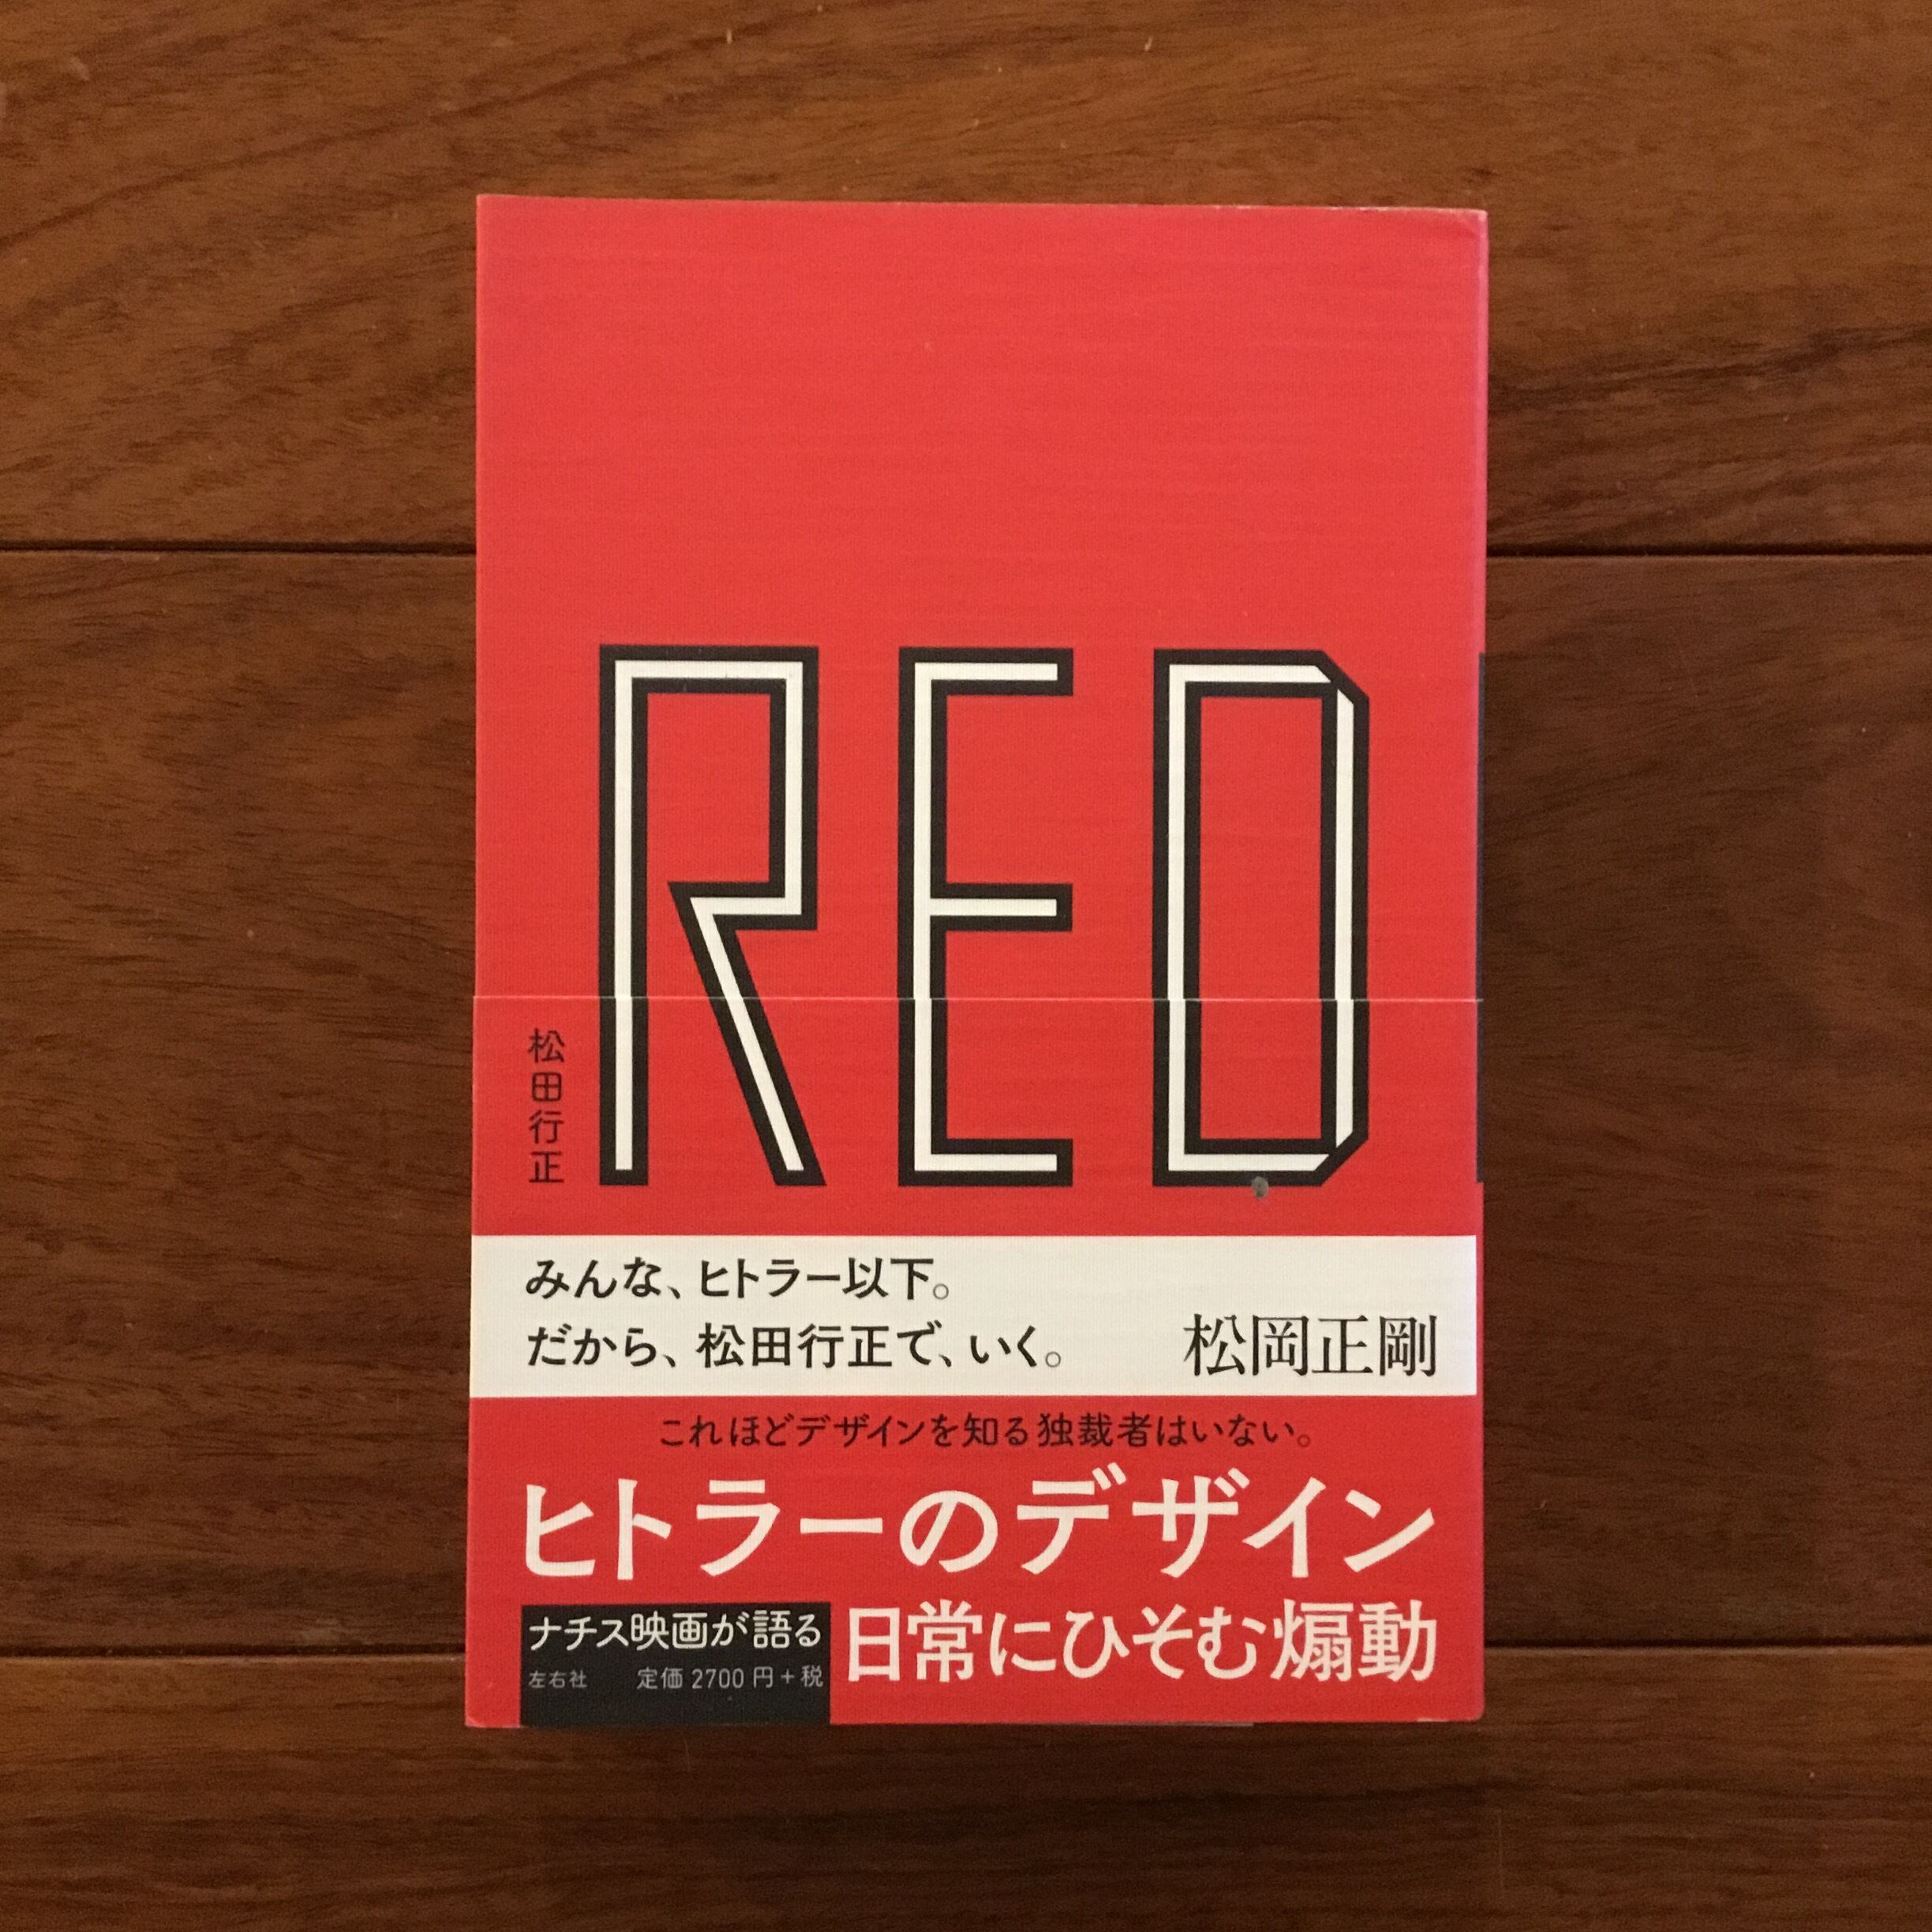 RED
松田行正
みんな、ヒトラー以下。
だから、松田行正で、いく。
松岡正剛
これほどデザインを知る独裁者はいない。
ヒトラーのデザイン
ナチス映画が語る
日常にひそむ煽動
左右社 定価2700円+税